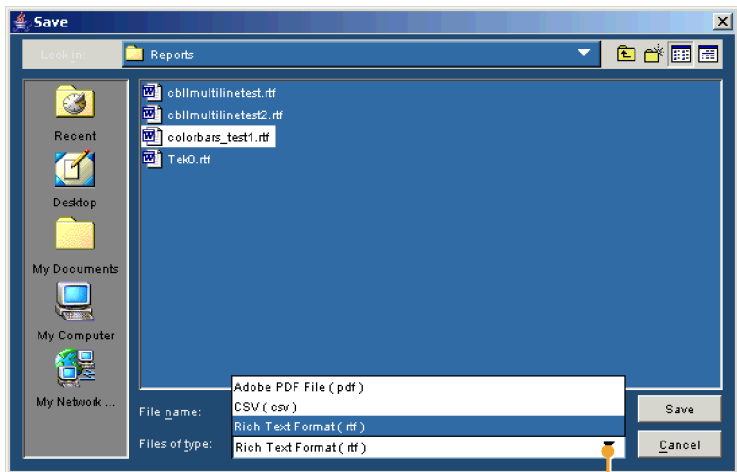 Save
Look in:
Reports
Recent
Desktop
My Documents
My Computer
My Network ...
cbllmultilinetest.rtf
cbllmultilinetest2.rtf
colorbars_test1.rtf
Tek0.rtf
File name:
Adobe PDF File ( pdf )
CSV ( csv )
Rich Text Format ( rtf )
Save
Files of type:
Rich Text Format ( rtf )
Cancel